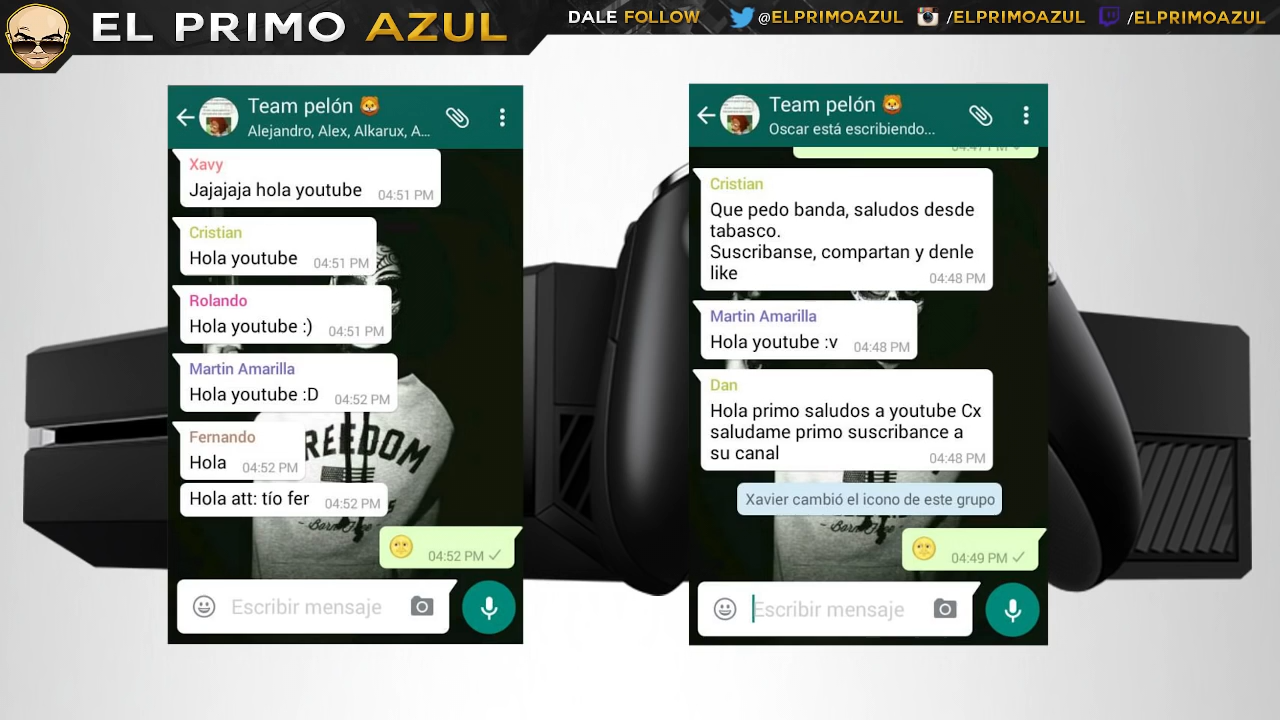 EL PRIMO AZUL
DALE FOLLOW @ELPRIMOAZUL /ELPRIMOAZUL /ELPRIMOAZUL
Team pelón
Alejandro, Alex, Alkarux, A...
Xavy
Jajajaja hola youtube 04:51 PM
Cristian
Hola youtube 04:51 PM
Rolando
Hola youtube :) 04:51 PM
Martin Amarilla
Hola youtube :D 04:52 PM
Fernando
Hola 04:52 PM
Hola att: tío fer 04:52 PM
FREEDOM
04:52 PM
Escribir mensaje
Team pelón
Oscar está escribiendo...
04:47 PM
Cristian
Que pedo banda, saludos desde
tabasco.
Suscribanse, compartan y denle
like 04:48 PM
Martin Amarilla
Hola youtube :v 04:48 PM
Dan
Hola primo saludos a youtube Cx
saludame primo suscribance a
su canal 04:48 PM
Xavier cambió el icono de este grupo
04:49 PM
Escribir mensaje